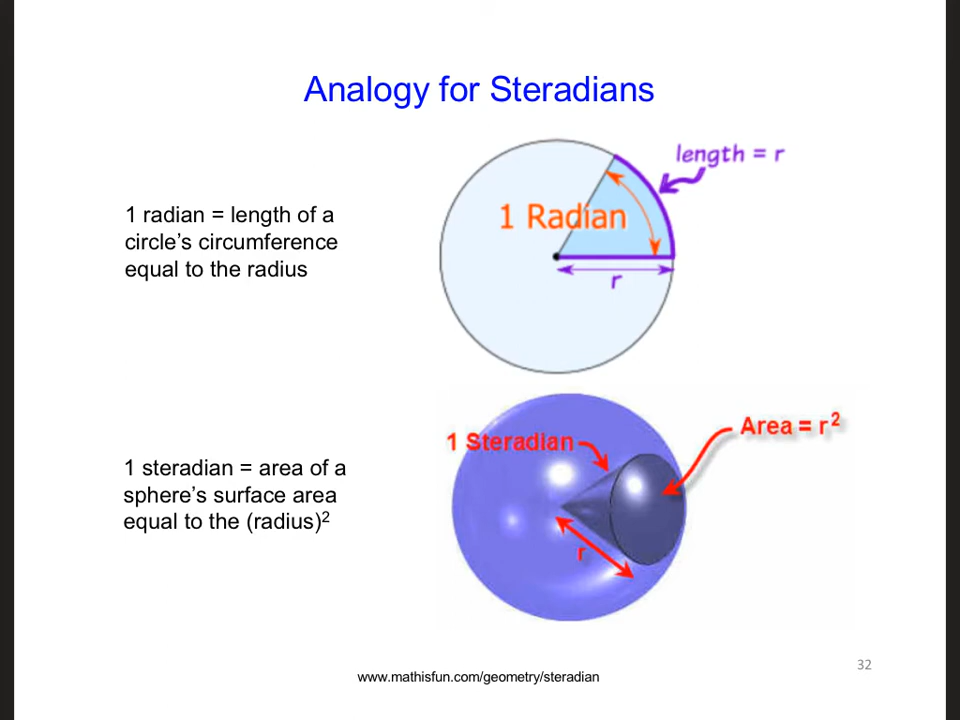 Analogy for Steradians
length = r
1 radian = length of a
circle’s circumference
equal to the radius
1 Radian
r
Area = r²
1 Steradian
1 steradian = area of a
sphere’s surface area
equal to the (radius)²
r
32
www.mathisfun.com/geometry/steradian